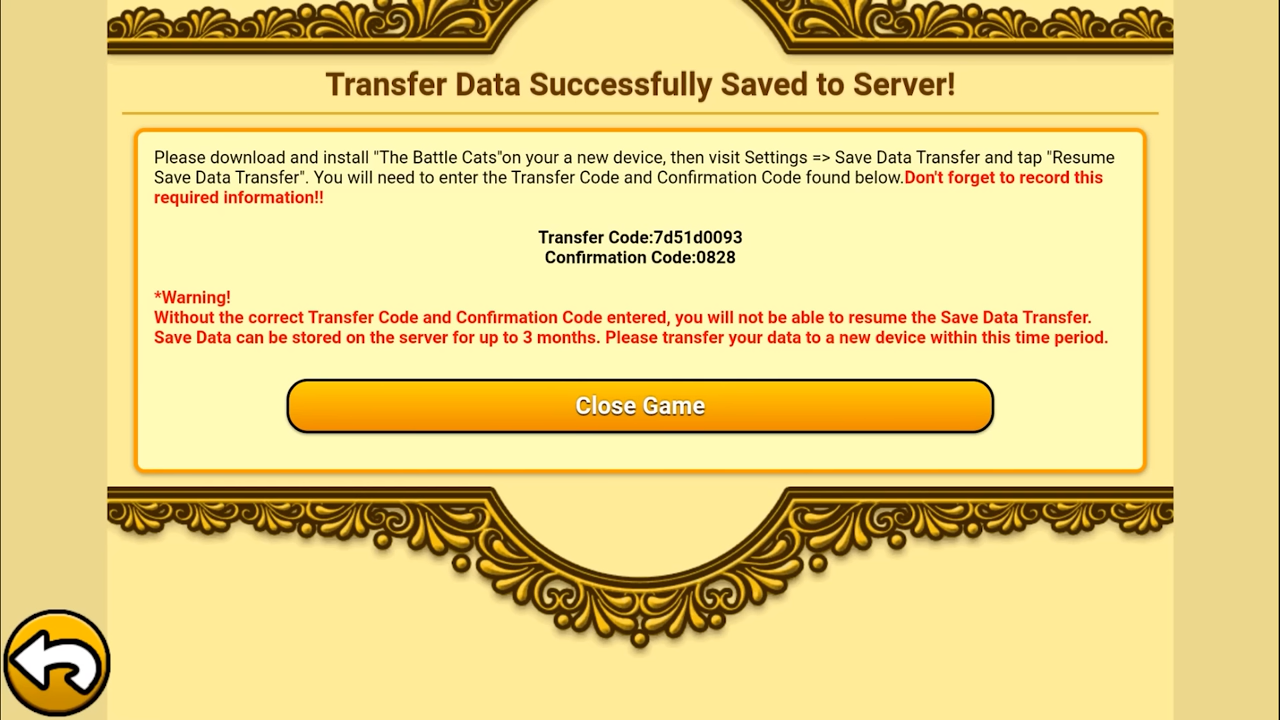 Transfer Data Successfully Saved to Server!
Please download and install "The Battle Cats"on your a new device, then visit Settings => Save Data Transfer and tap "Resume
Save Data Transfer". You will need to enter the Transfer Code and Confirmation Code found below.Don't forget to record this
required information!!
Transfer Code:7d51d0093
Confirmation Code:0828
*Warning!
Without the correct Transfer Code and Confirmation Code entered, you will not be able to resume the Save Data Transfer.
Save Data can be stored on the server for up to 3 months. Please transfer your data to a new device within this time period.
Close Game